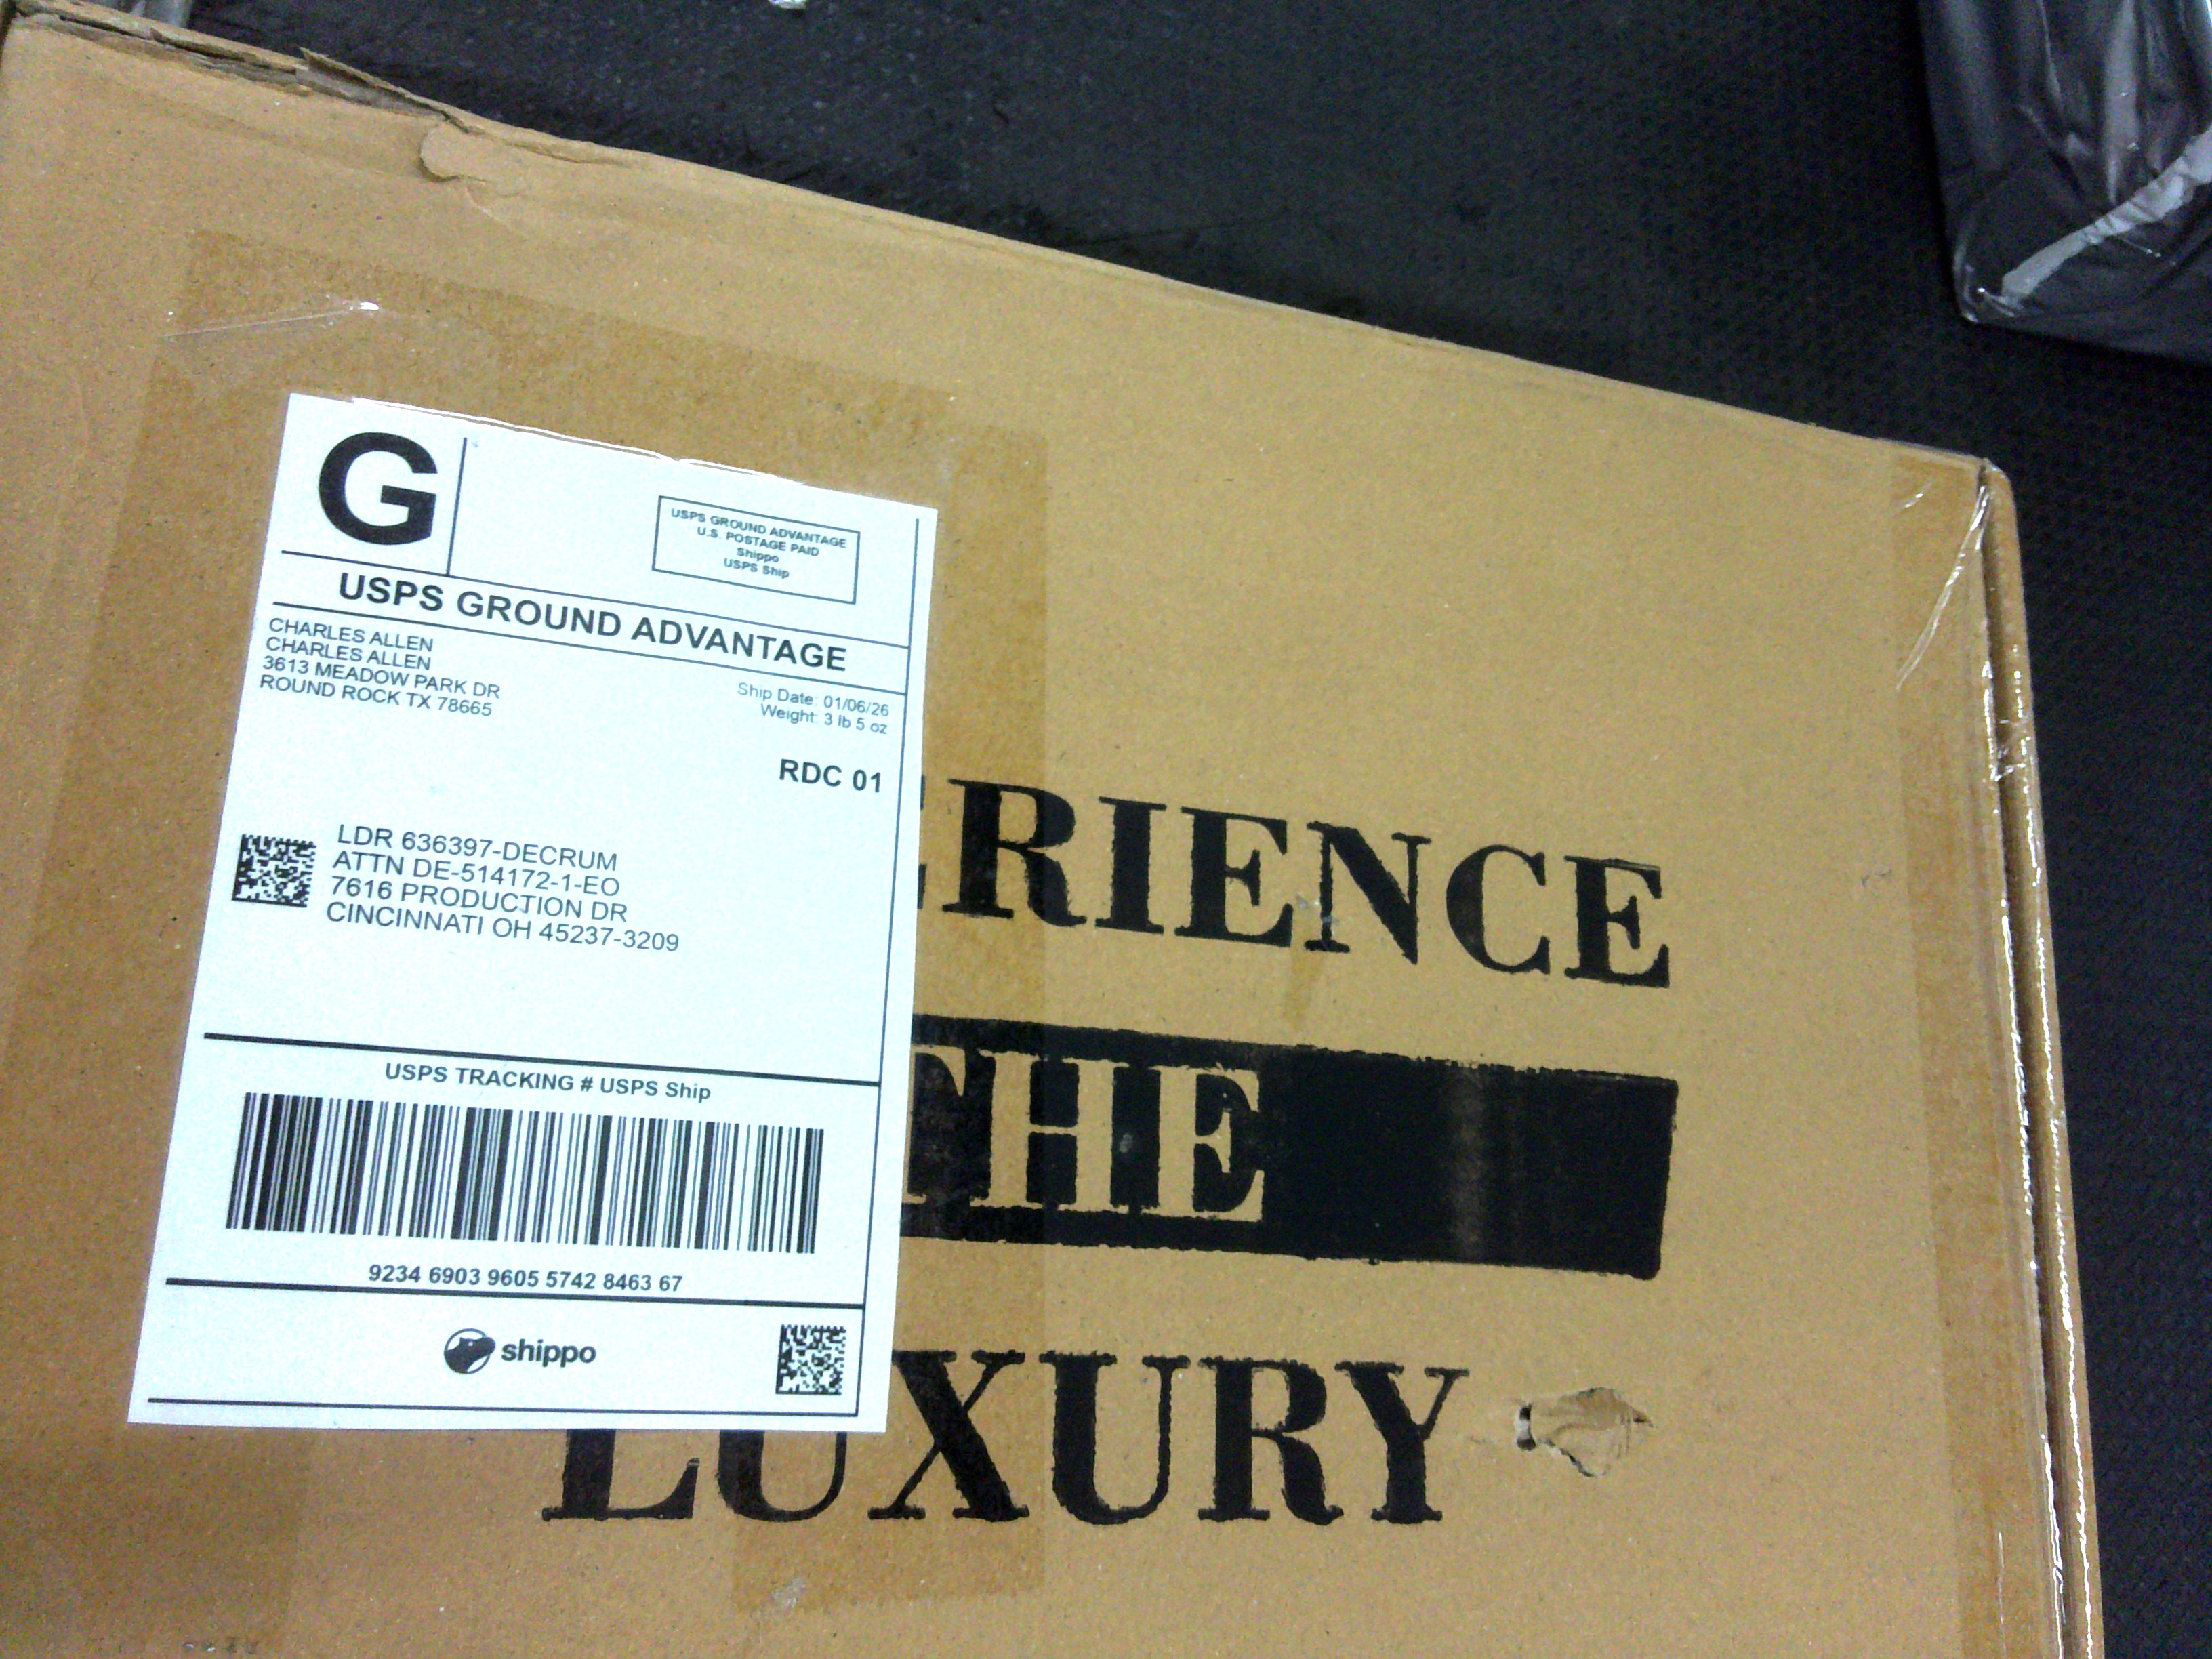 G
USPS GROUND ADVANTAGE
U.S. POSTAGE PAID
Shippo
USPS Ship
USPS GROUND ADVANTAGE
CHARLES ALLEN
CHARLES ALLEN
3613 MEADOW PARK DR
ROUND ROCK TX 78665
Ship Date: 01/06/26
Weight: 3 lb 5 oz
RDC 01
LDR 636397-DECRUM
ATTN DE-514172-1-EO
7616 PRODUCTION DR
CINCINNATI OH 45237-3209
USPS TRACKING # USPS Ship
9234 6903 9605 5742 8463 67
shippo
ERIENCE
THE
LUXURY